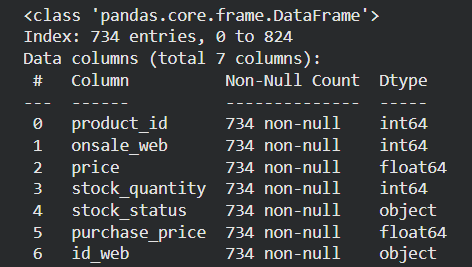 <class 'pandas.core.frame.DataFrame'>
Index: 734 entries, 0 to 824
Data columns (total 7 columns):
 #   Column          Non-Null Count  Dtype
---  ------          --------------  -----
 0   product_id      734 non-null    int64
 1   onsale_web      734 non-null    int64
 2   price           734 non-null    float64
 3   stock_quantity  734 non-null    int64
 4   stock_status    734 non-null    object
 5   purchase_price  734 non-null    float64
 6   id_web          734 non-null    object